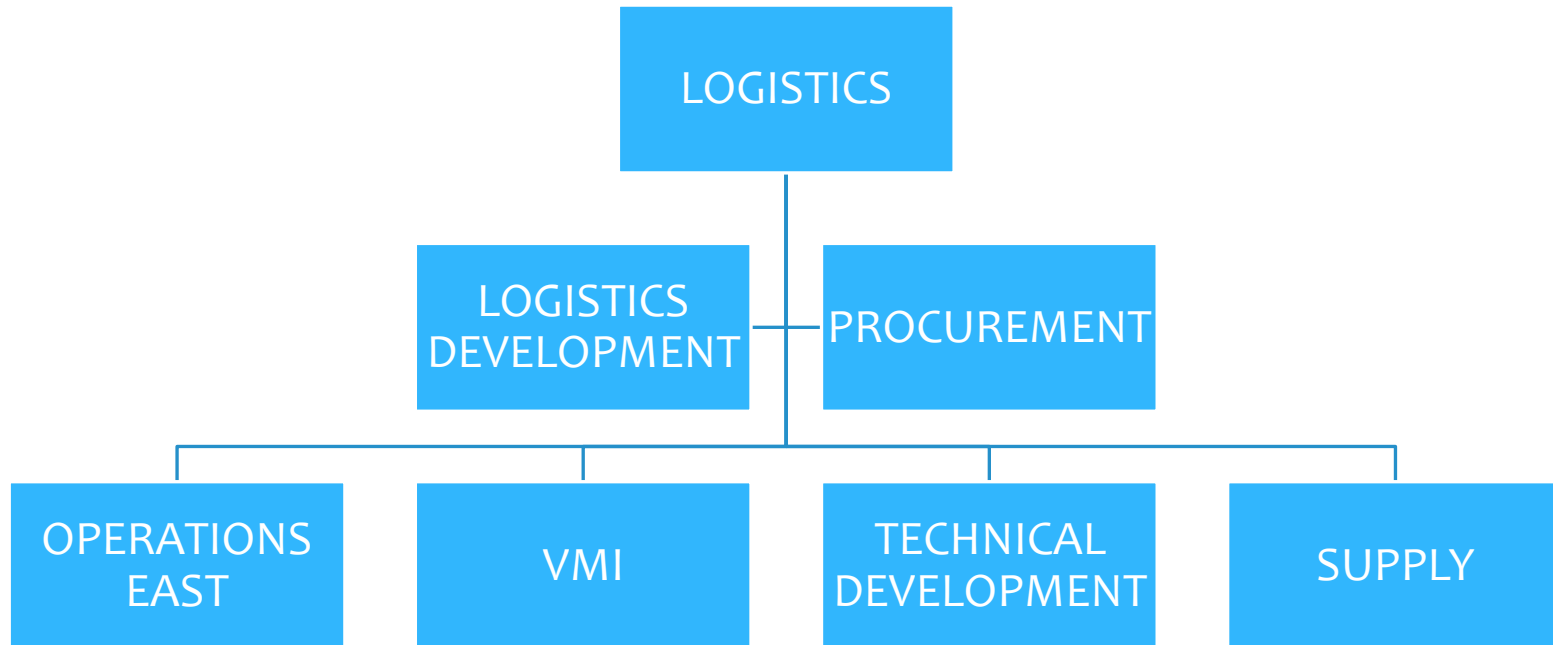 LOGISTICS
LOGISTICS
DEVELOPMENT
PROCUREMENT
OPERATIONS
EAST
VMI
TECHNICAL
DEVELOPMENT
SUPPLY